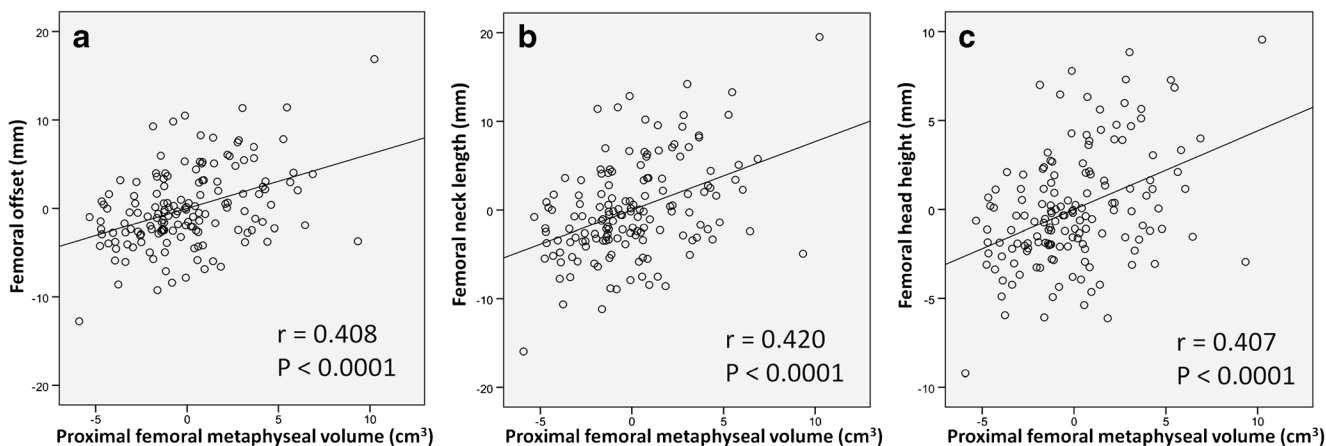 a
Femoral offset (mm)
20
10
0
-10
-20
r = 0.408
P < 0.0001
-5
0
5
10
Proximal femoral metaphyseal volume (cm³)
b
Femoral neck length (mm)
20
10
0
-10
-20
r = 0.420
P < 0.0001
-5
0
5
10
Proximal femoral metaphyseal volume (cm³)
c
Femoral head height (mm)
10
5
0
-5
-10
r = 0.407
P < 0.0001
-5
0
5
10
Proximal femoral metaphyseal volume (cm³)